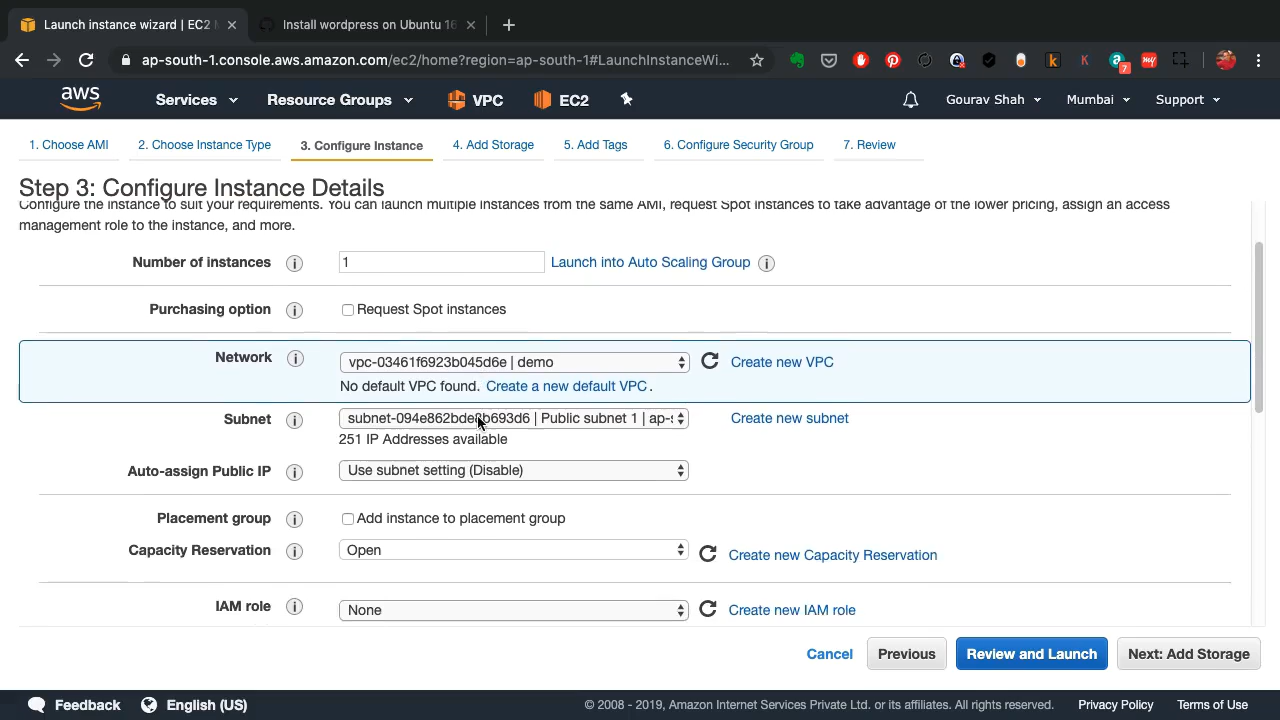 Launch instance wizard | EC2 M
Install wordpress on Ubuntu 16
ap-south-1.console.aws.amazon.com/ec2/home?region=ap-south-1#LaunchInstanceWi...
7
aws
Services
Resource Groups
VPC
EC2
Gourav Shah
Mumbai
Support
1. Choose AMI
2. Choose Instance Type
3. Configure Instance
4. Add Storage
5. Add Tags
6. Configure Security Group
7. Review
Step 3: Configure Instance Details
Configure the instance to suit your requirements. You can launch multiple instances from the same AMI, request Spot instances to take advantage of the lower pricing, assign an access
management role to the instance, and more.
Number of instances
1
Launch into Auto Scaling Group
Purchasing option
Request Spot instances
Network
vpc-03461f6923b045d6e | demo
Create new VPC
No default VPC found. Create a new default VPC.
Subnet
| Public subnet 1 | ap-s
Create new subnet
251 IP Addresses available
Auto-assign Public IP
Use subnet setting (Disable)
Placement group
Add instance to placement group
Capacity Reservation
Open
Create new Capacity Reservation
IAM role
None
Create new IAM role
Cancel
Previous
Review and Launch
Next: Add Storage
Feedback
English (US)
© 2008 - 2019, Amazon Internet Services Private Ltd. or its affiliates. All rights reserved.
Privacy Policy
Terms of Use